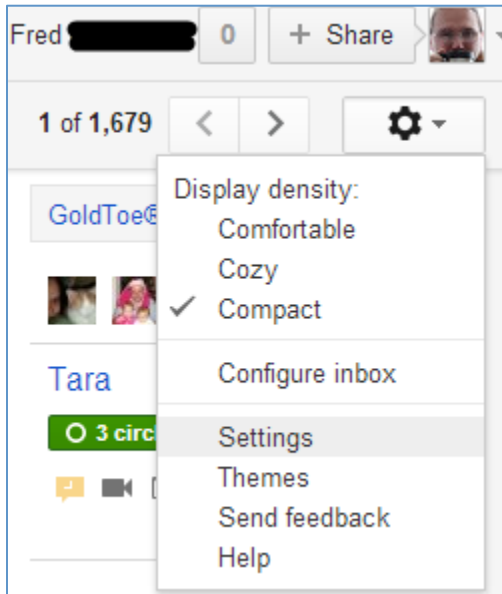 Fred 0 + Share
1 of 1,679
GoldToe®
Display density:
Comfortable
Cozy
Compact
Configure inbox
Tara
3 circ
Settings
Themes
Send feedback
Help